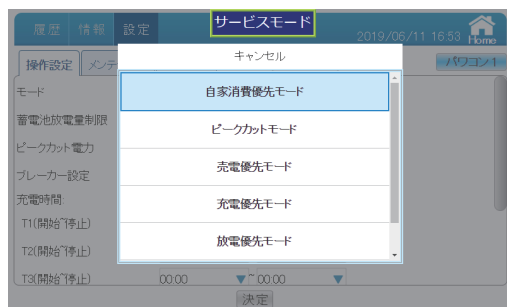 履歴 情報 設定 サービスモード 2019/06/11 16:53 Home
操作設定 メンテ パワコン1
キャンセル
モード
自家消費優先モード
蓄電池放電量制限
ピークカットモード
ピークカット電力
売電優先モード
ブレーカー設定
充電時間:
充電優先モード
T1(開始~停止)
放電優先モード
T2(開始~停止)
T3(開始~停止) 00:00 ▼ ~ 00:00 ▼
決定